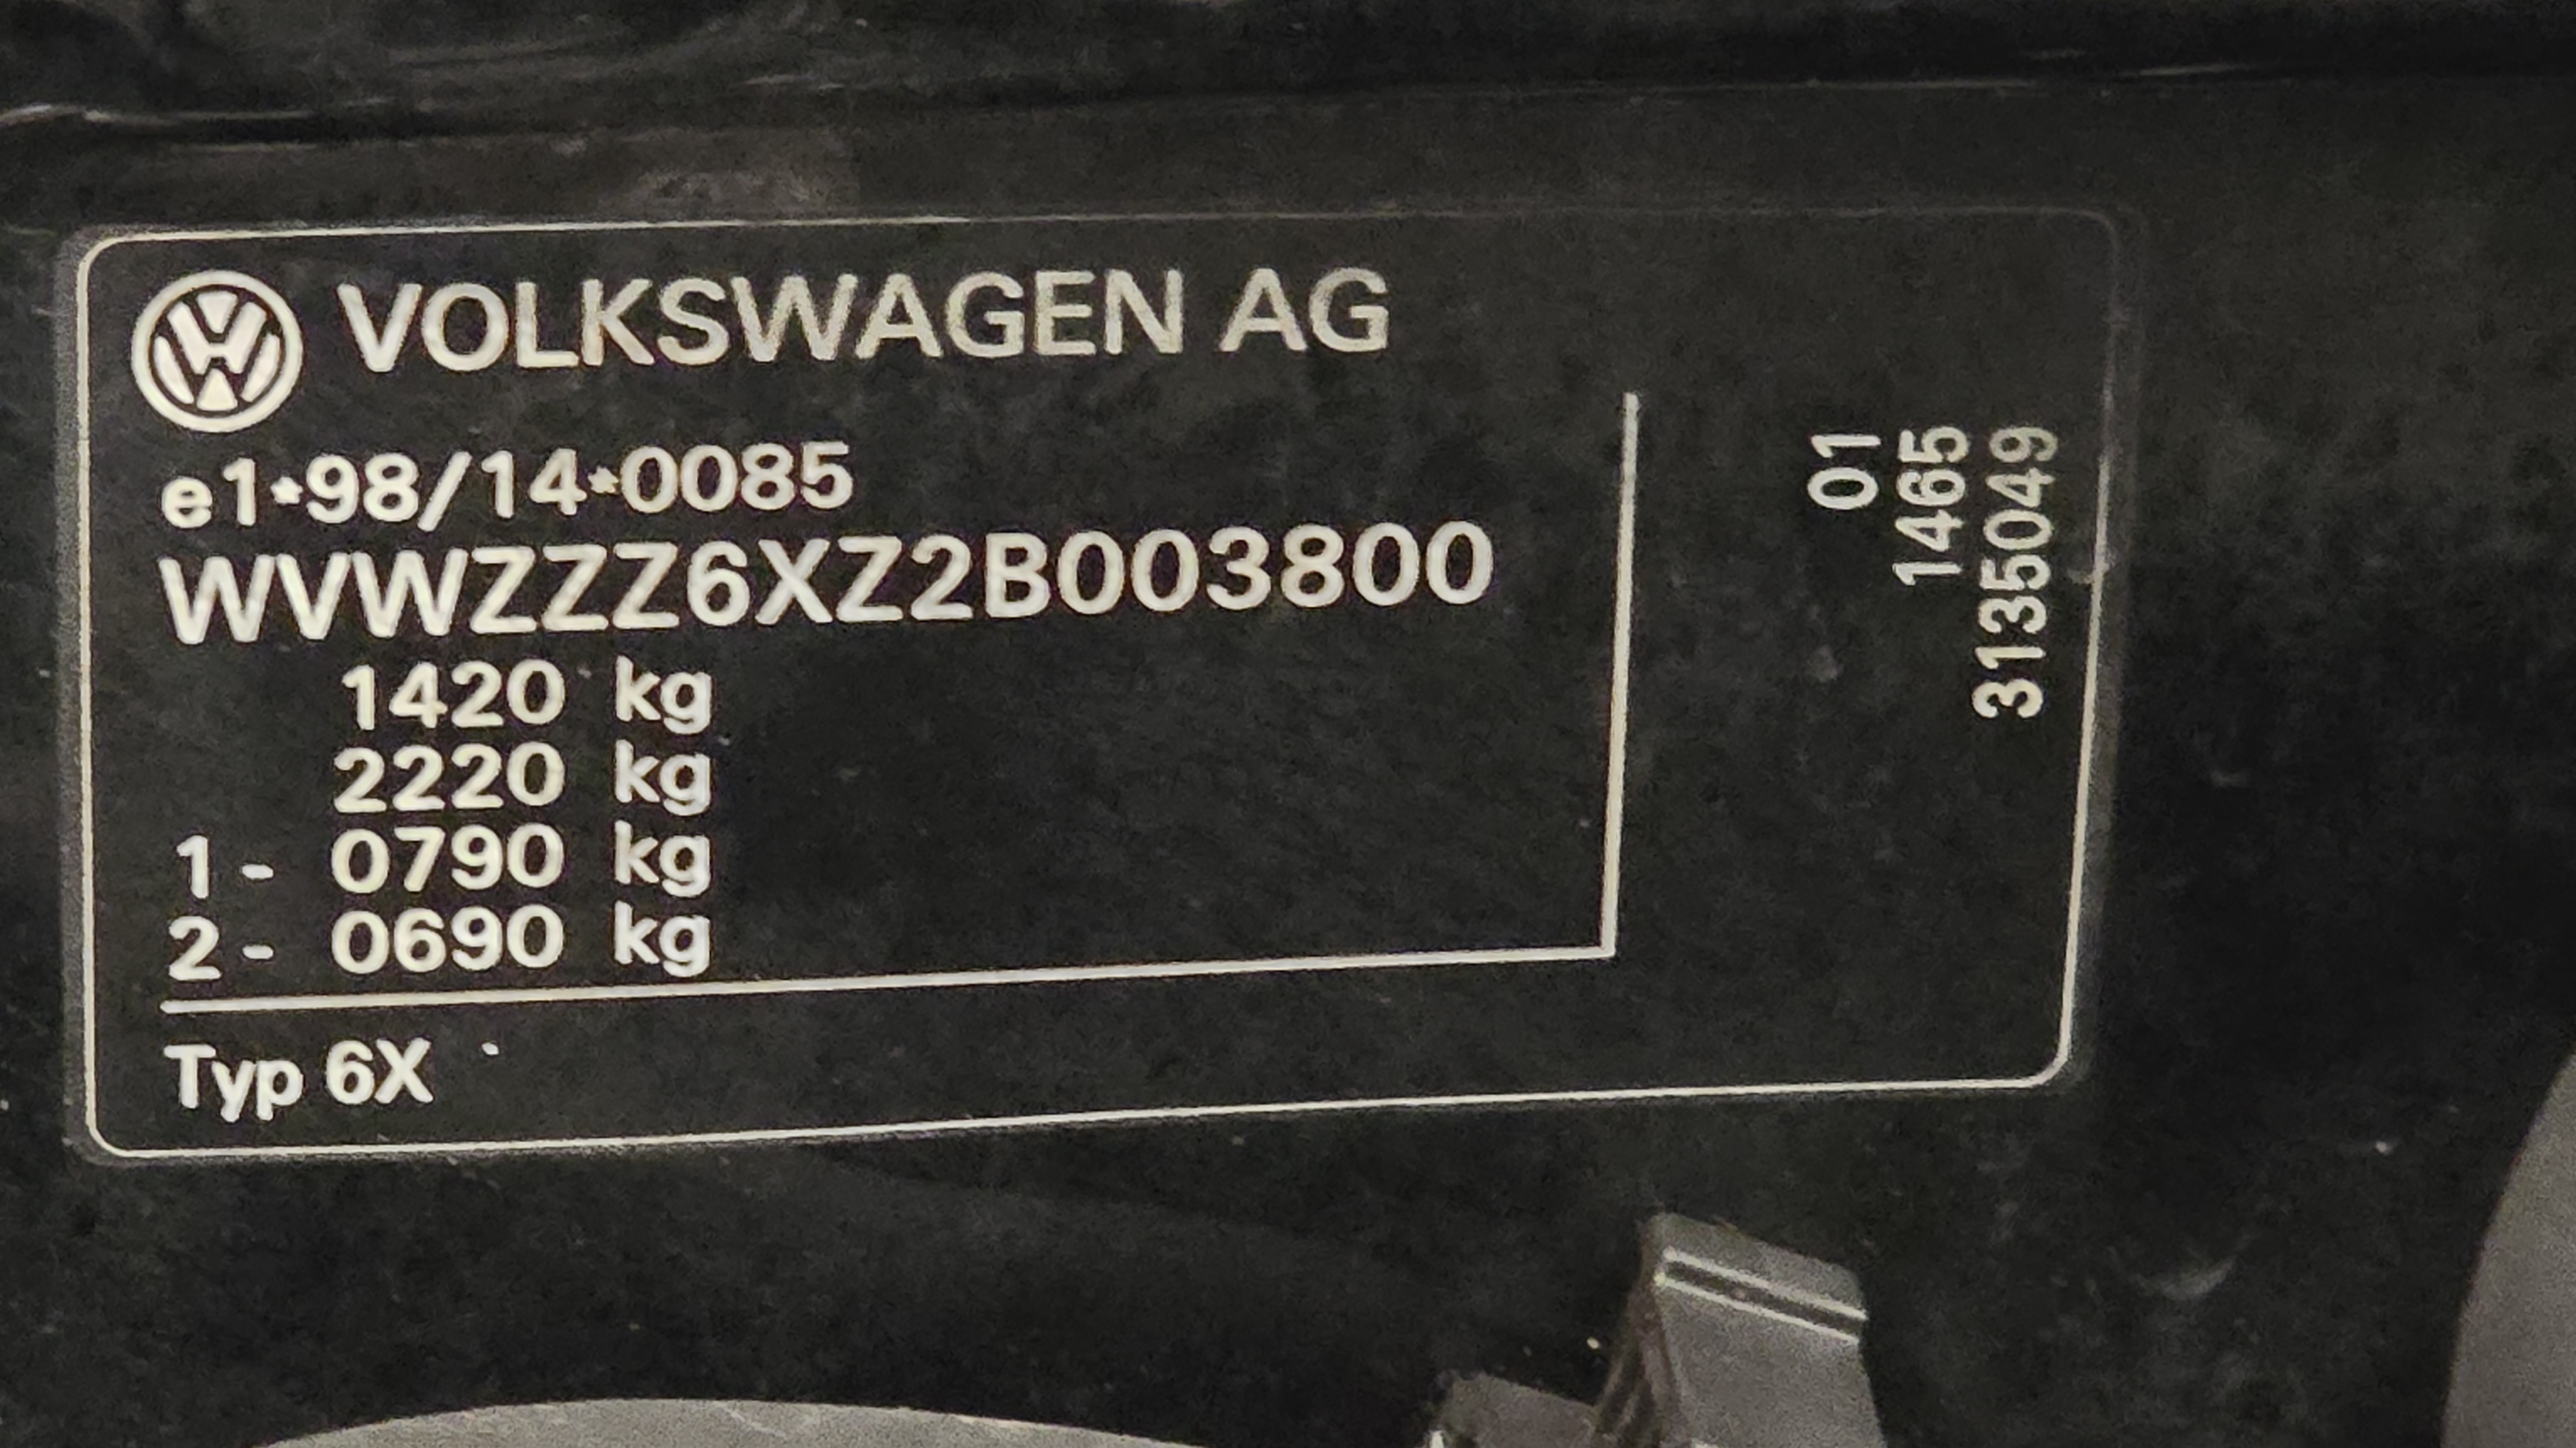 VOLKSWAGEN AG
e1*98/14*0085
WVWZZZ6XZ2B003800
1420 kg
2220 kg
1- 0790 kg
2- 0690 kg
Typ 6X
01
1465
3135049